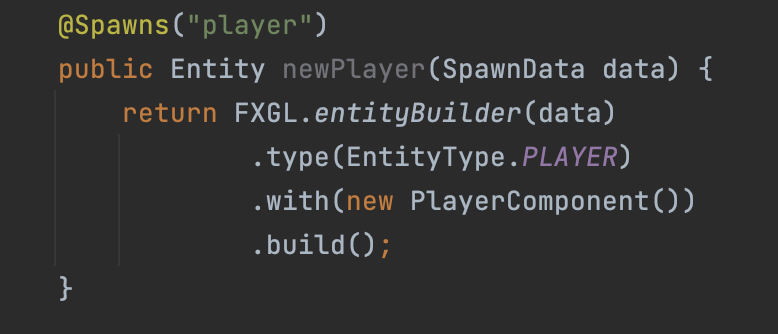 @Spawns("player")
public Entity newPlayer(SpawnData data) {
    return FXGL.entityBuilder(data)
            .type(EntityType.PLAYER)
            .with(new PlayerComponent())
            .build();
}